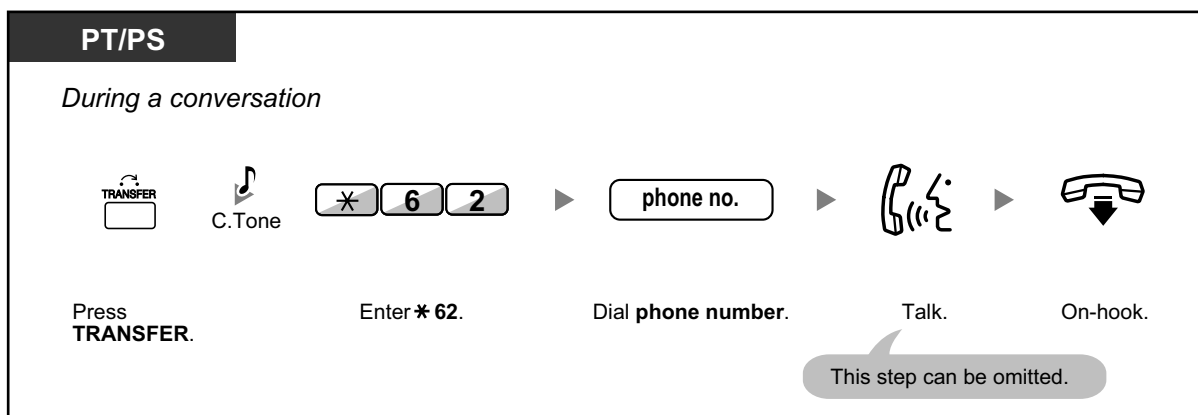 PT/PS
During a conversation
TRANSFER
C.Tone
* 6 2
phone no.
Press
TRANSFER.
Enter * 62.
Dial phone number.
Talk.
On-hook.
This step can be omitted.